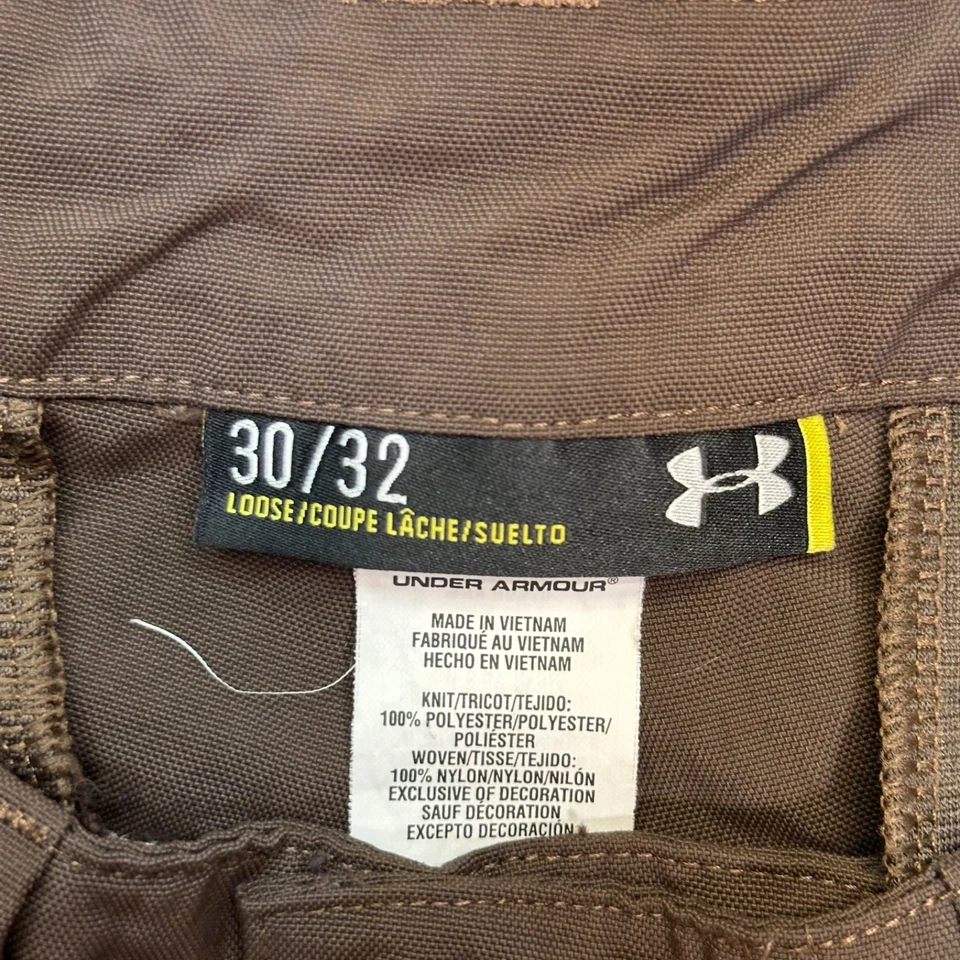 30/32
LOOSE/COUPE LÂCHE/SUELTO
UNDER ARMOUR®
MADE IN VIETNAM
FABRIQUÉ AU VIETNAM
HECHO EN VIETNAM
KNIT/TRICOT/TEJIDO:
100% POLYESTER/POLYESTER/
POLIÉSTER
WOVEN/TISSE/TEJIDO:
100% NYLON/NYLON/NILÓN
EXCLUSIVE OF DECORATION
SAUF DÉCORATION
EXCEPTO DECORACIÓN